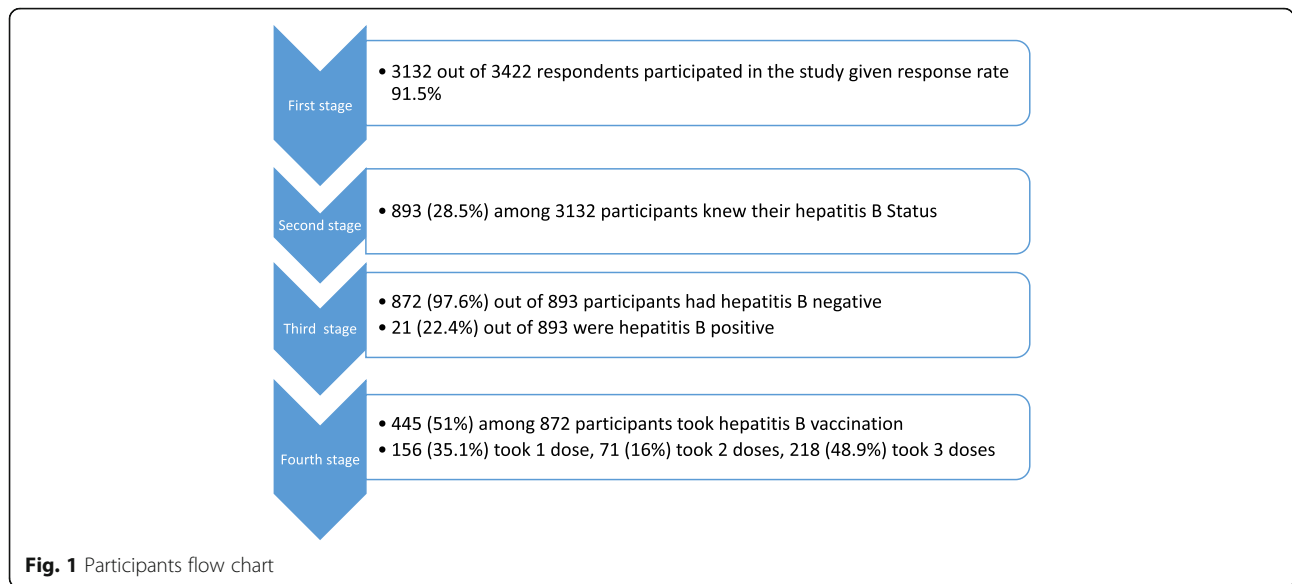 First stage
• 3132 out of 3422 respondents participated in the study given response rate
91.5%
Second stage
• 893 (28.5%) among 3132 participants knew their hepatitis B Status
Third stage
• 872 (97.6%) out of 893 participants had hepatitis B negative
• 21 (22.4%) out of 893 were hepatitis B positive
Fourth stage
• 445 (51%) among 872 participants took hepatitis B vaccination
• 156 (35.1%) took 1 dose, 71 (16%) took 2 doses, 218 (48.9%) took 3 doses
Fig. 1 Participants flow chart